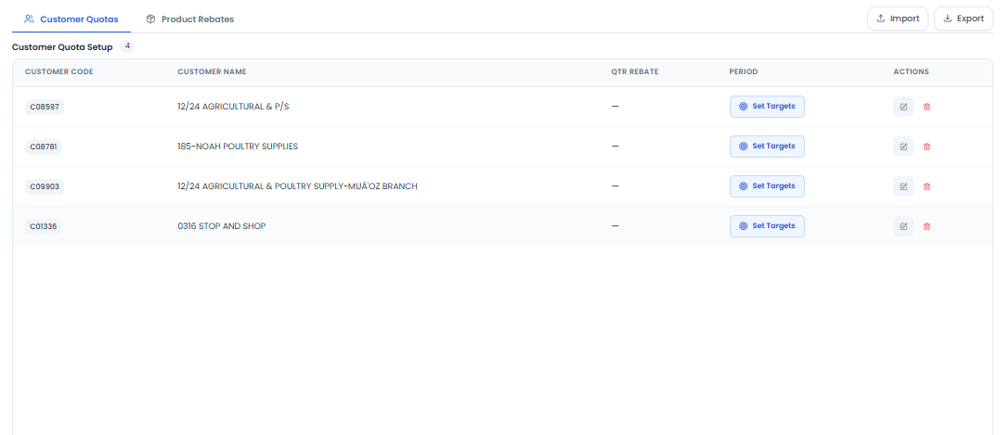 Customer Quotas Product Rebates Import Export
Customer Quota Setup 4
CUSTOMER CODE CUSTOMER NAME QTR REBATE PERIOD ACTIONS
C08597 12/24 AGRICULTURAL & P/S — Set Targets
C08781 185-NOAH POULTRY SUPPLIES — Set Targets
C09903 12/24 AGRICULTURAL & POULTRY SUPPLY-MUÃ'OZ BRANCH — Set Targets
C01336 0316 STOP AND SHOP — Set Targets